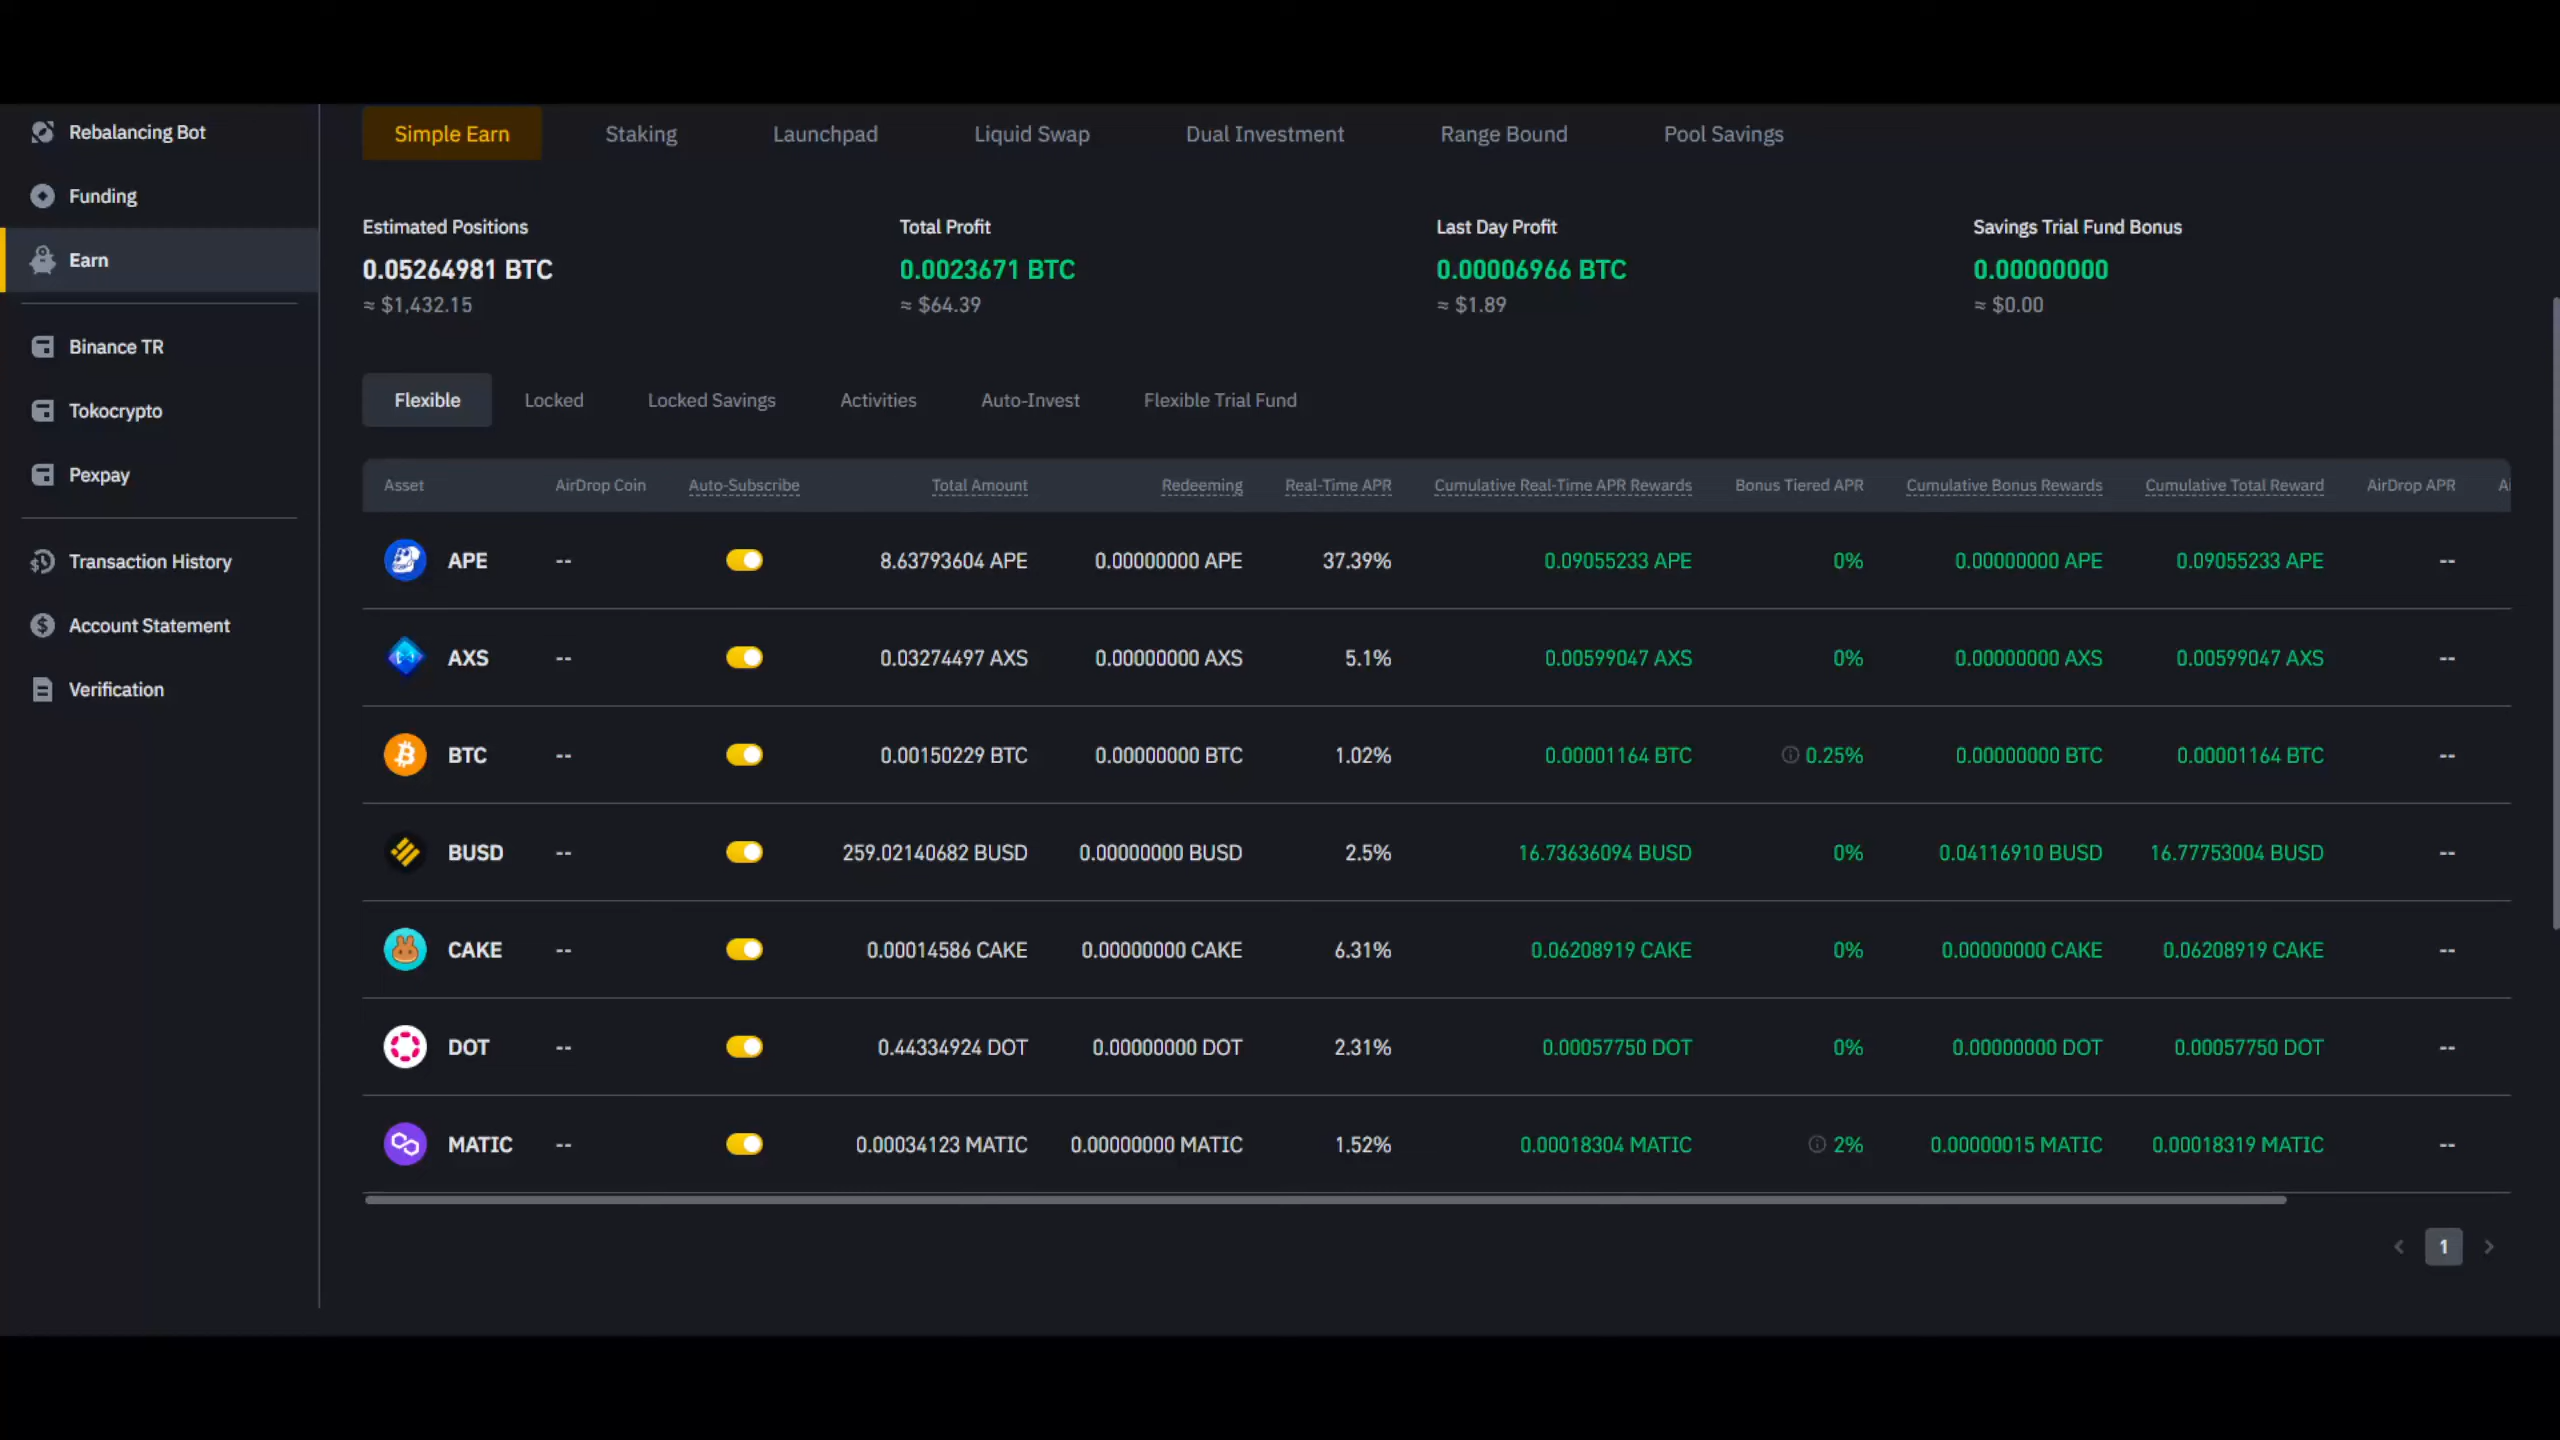 Rebalancing Bot
Funding
Earn
Binance TR
Tokocrypto
Pexpay
Transaction History
Account Statement
Verification
Simple Earn Staking Launchpad Liquid Swap Dual Investment Range Bound Pool Savings
Estimated Positions Total Profit Last Day Profit Savings Trial Fund Bonus
0.05264981 BTC 0.0023671 BTC 0.00006966 BTC 0.00000000
≈ $1,432.15 ≈ $64.39 ≈ $1.89 ≈ $0.00
Flexible Locked Locked Savings Activities Auto-Invest Flexible Trial Fund
Asset AirDrop Coin Auto-Subscribe Total Amount Redeeming Real-Time APR Cumulative Real-Time APR Rewards Bonus Tiered APR Cumulative Bonus Rewards Cumulative Total Reward AirDrop APR
APE -- 8.63793604 APE 0.00000000 APE 37.39% 0.09055233 APE 0% 0.00000000 APE 0.09055233 APE --
AXS -- 0.03274497 AXS 0.00000000 AXS 5.1% 0.00599047 AXS 0% 0.00000000 AXS 0.00599047 AXS --
BTC -- 0.00150229 BTC 0.00000000 BTC 1.02% 0.00001164 BTC 0.25% 0.00000000 BTC 0.00001164 BTC --
BUSD -- 259.02140682 BUSD 0.00000000 BUSD 2.5% 16.73636094 BUSD 0% 0.04116910 BUSD 16.77753004 BUSD --
CAKE -- 0.00014586 CAKE 0.00000000 CAKE 6.31% 0.06208919 CAKE 0% 0.00000000 CAKE 0.06208919 CAKE --
DOT -- 0.44334924 DOT 0.00000000 DOT 2.31% 0.00057750 DOT 0% 0.00000000 DOT 0.00057750 DOT --
MATIC -- 0.00034123 MATIC 0.00000000 MATIC 1.52% 0.00018304 MATIC 2% 0.00000015 MATIC 0.00018319 MATIC --
1